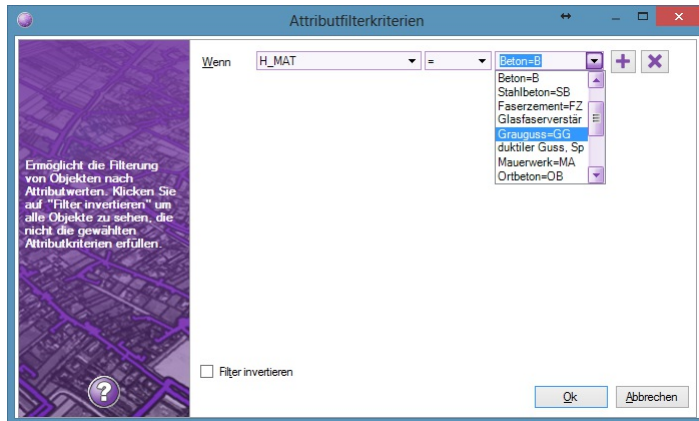 Attributfilterkriterien
Wenn H_MAT = Beton=B
Beton=B
Stahlbeton=SB
Faserzement=FZ
Glasfaserverstär
Grauguss=GG
duktiler Guss, Sp
Mauerwerk=MA
Ortbeton=OB
Ermöglicht die Filterung
von Objekten nach
Attributwerten. Klicken Sie
auf "Filter invertieren" um
alle Objekte zu sehen, die
nicht die gewählten
Attributkriterien erfüllen.
Filter invertieren
?
Ok Abbrechen